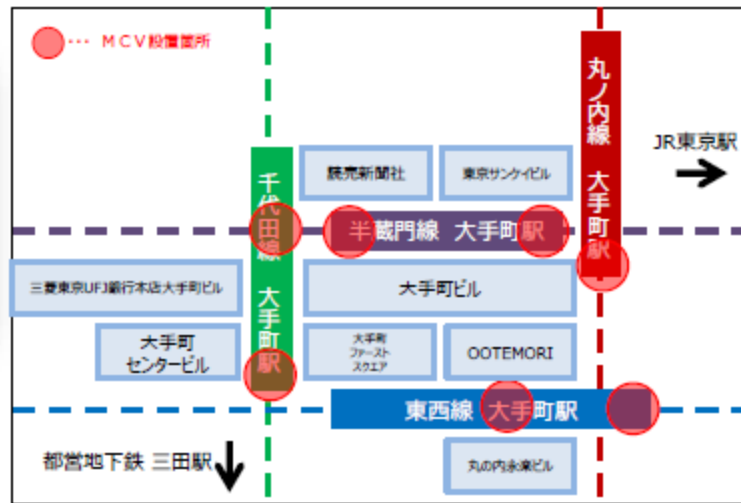 ･･･ MCV設置箇所
丸ノ内線 大手町駅
JR東京駅
千代田線 大手町駅
読売新聞社
東京サンケイビル
半蔵門線 大手町駅
三菱東京UFJ銀行本店大手町ビル
大手町ビル
大手町
センタービル
大手町
ファースト
スクエア
OOTEMORI
東西線 大手町駅
都営地下鉄 三田駅
丸の内永楽ビル